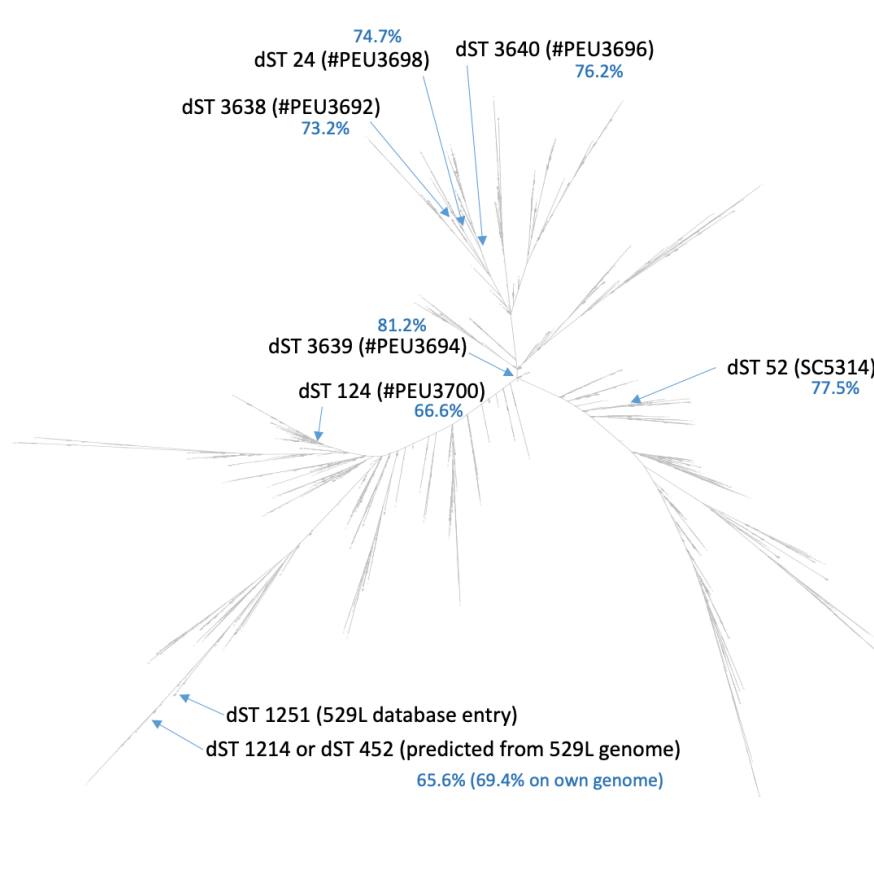 74.7%
dST 24 (#PEU3698)
dST 3640 (#PEU3696)
76.2%
dST 3638 (#PEU3692)
73.2%
81.2%
dST 3639 (#PEU3694)
dST 52 (SC5314)
77.5%
dST 124 (#PEU3700)
66.6%
dST 1251 (529L database entry)
dST 1214 or dST 452 (predicted from 529L genome)
65.6% (69.4% on own genome)